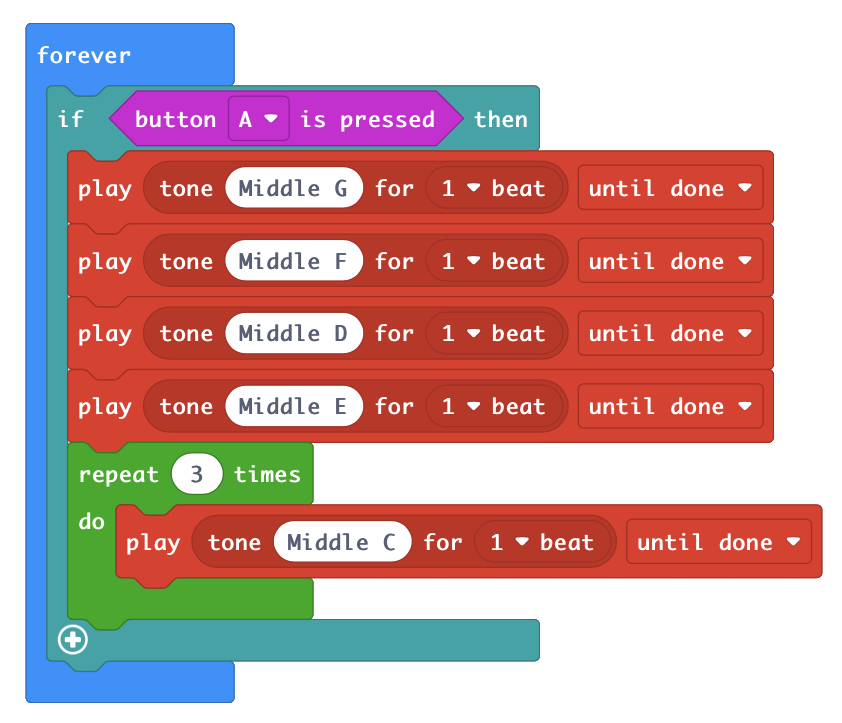 forever
if button A is pressed then
play tone Middle G for 1 beat until done
play tone Middle F for 1 beat until done
play tone Middle D for 1 beat until done
play tone Middle E for 1 beat until done
repeat 3 times
do play tone Middle C for 1 beat until done